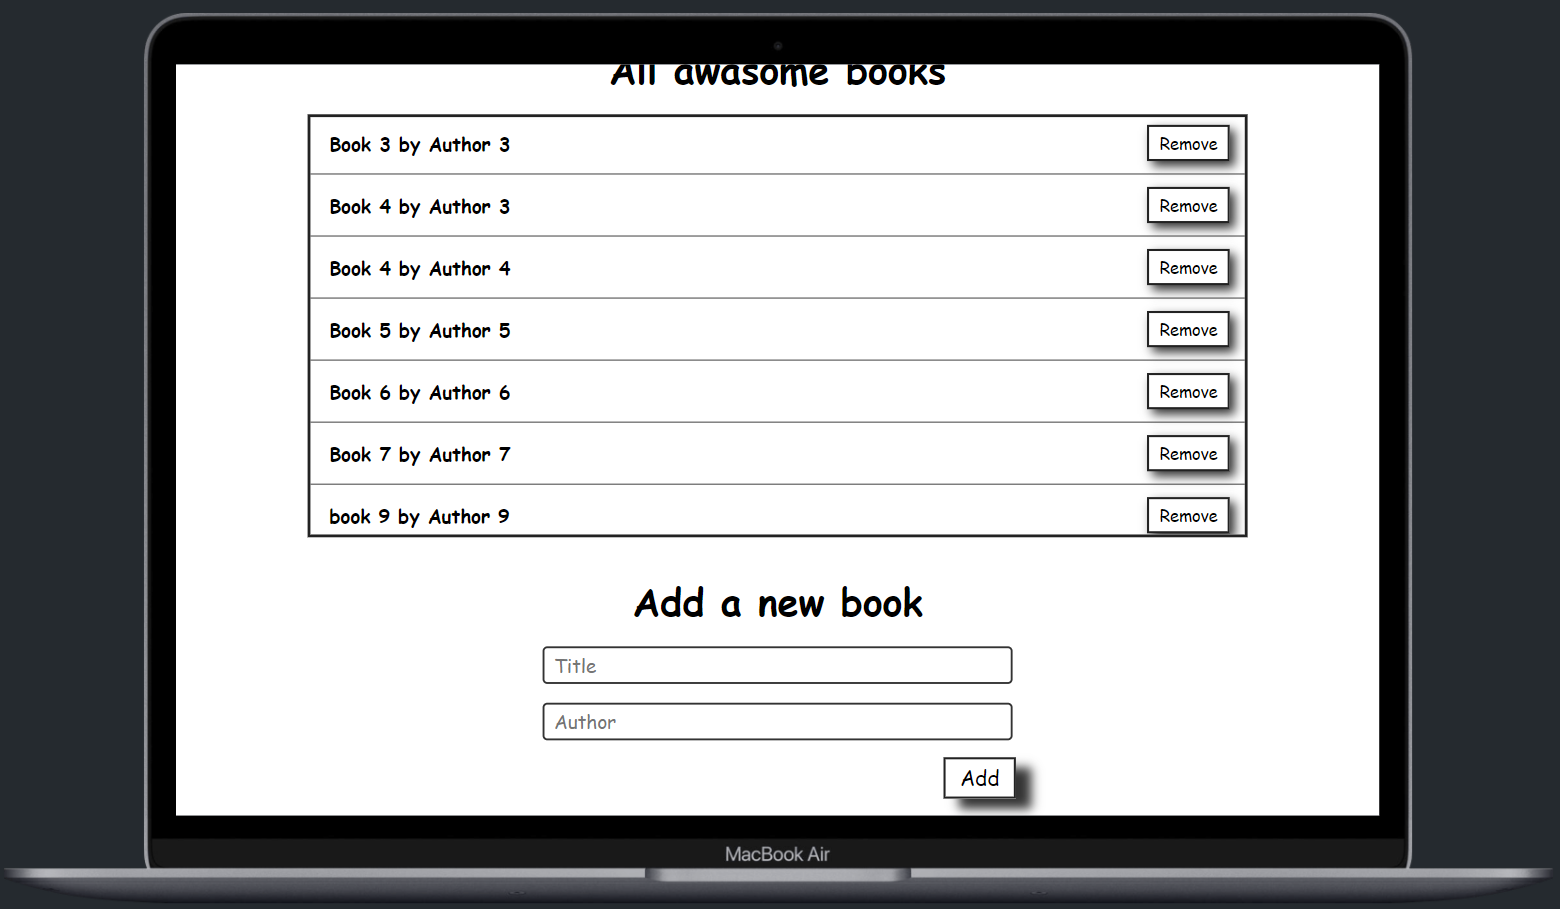 All awasome books
Book 3 by Author 3 Remove
Book 4 by Author 3 Remove
Book 4 by Author 4 Remove
Book 5 by Author 5 Remove
Book 6 by Author 6 Remove
Book 7 by Author 7 Remove
book 9 by Author 9 Remove
Add a new book
Title
Author
Add
MacBook Air